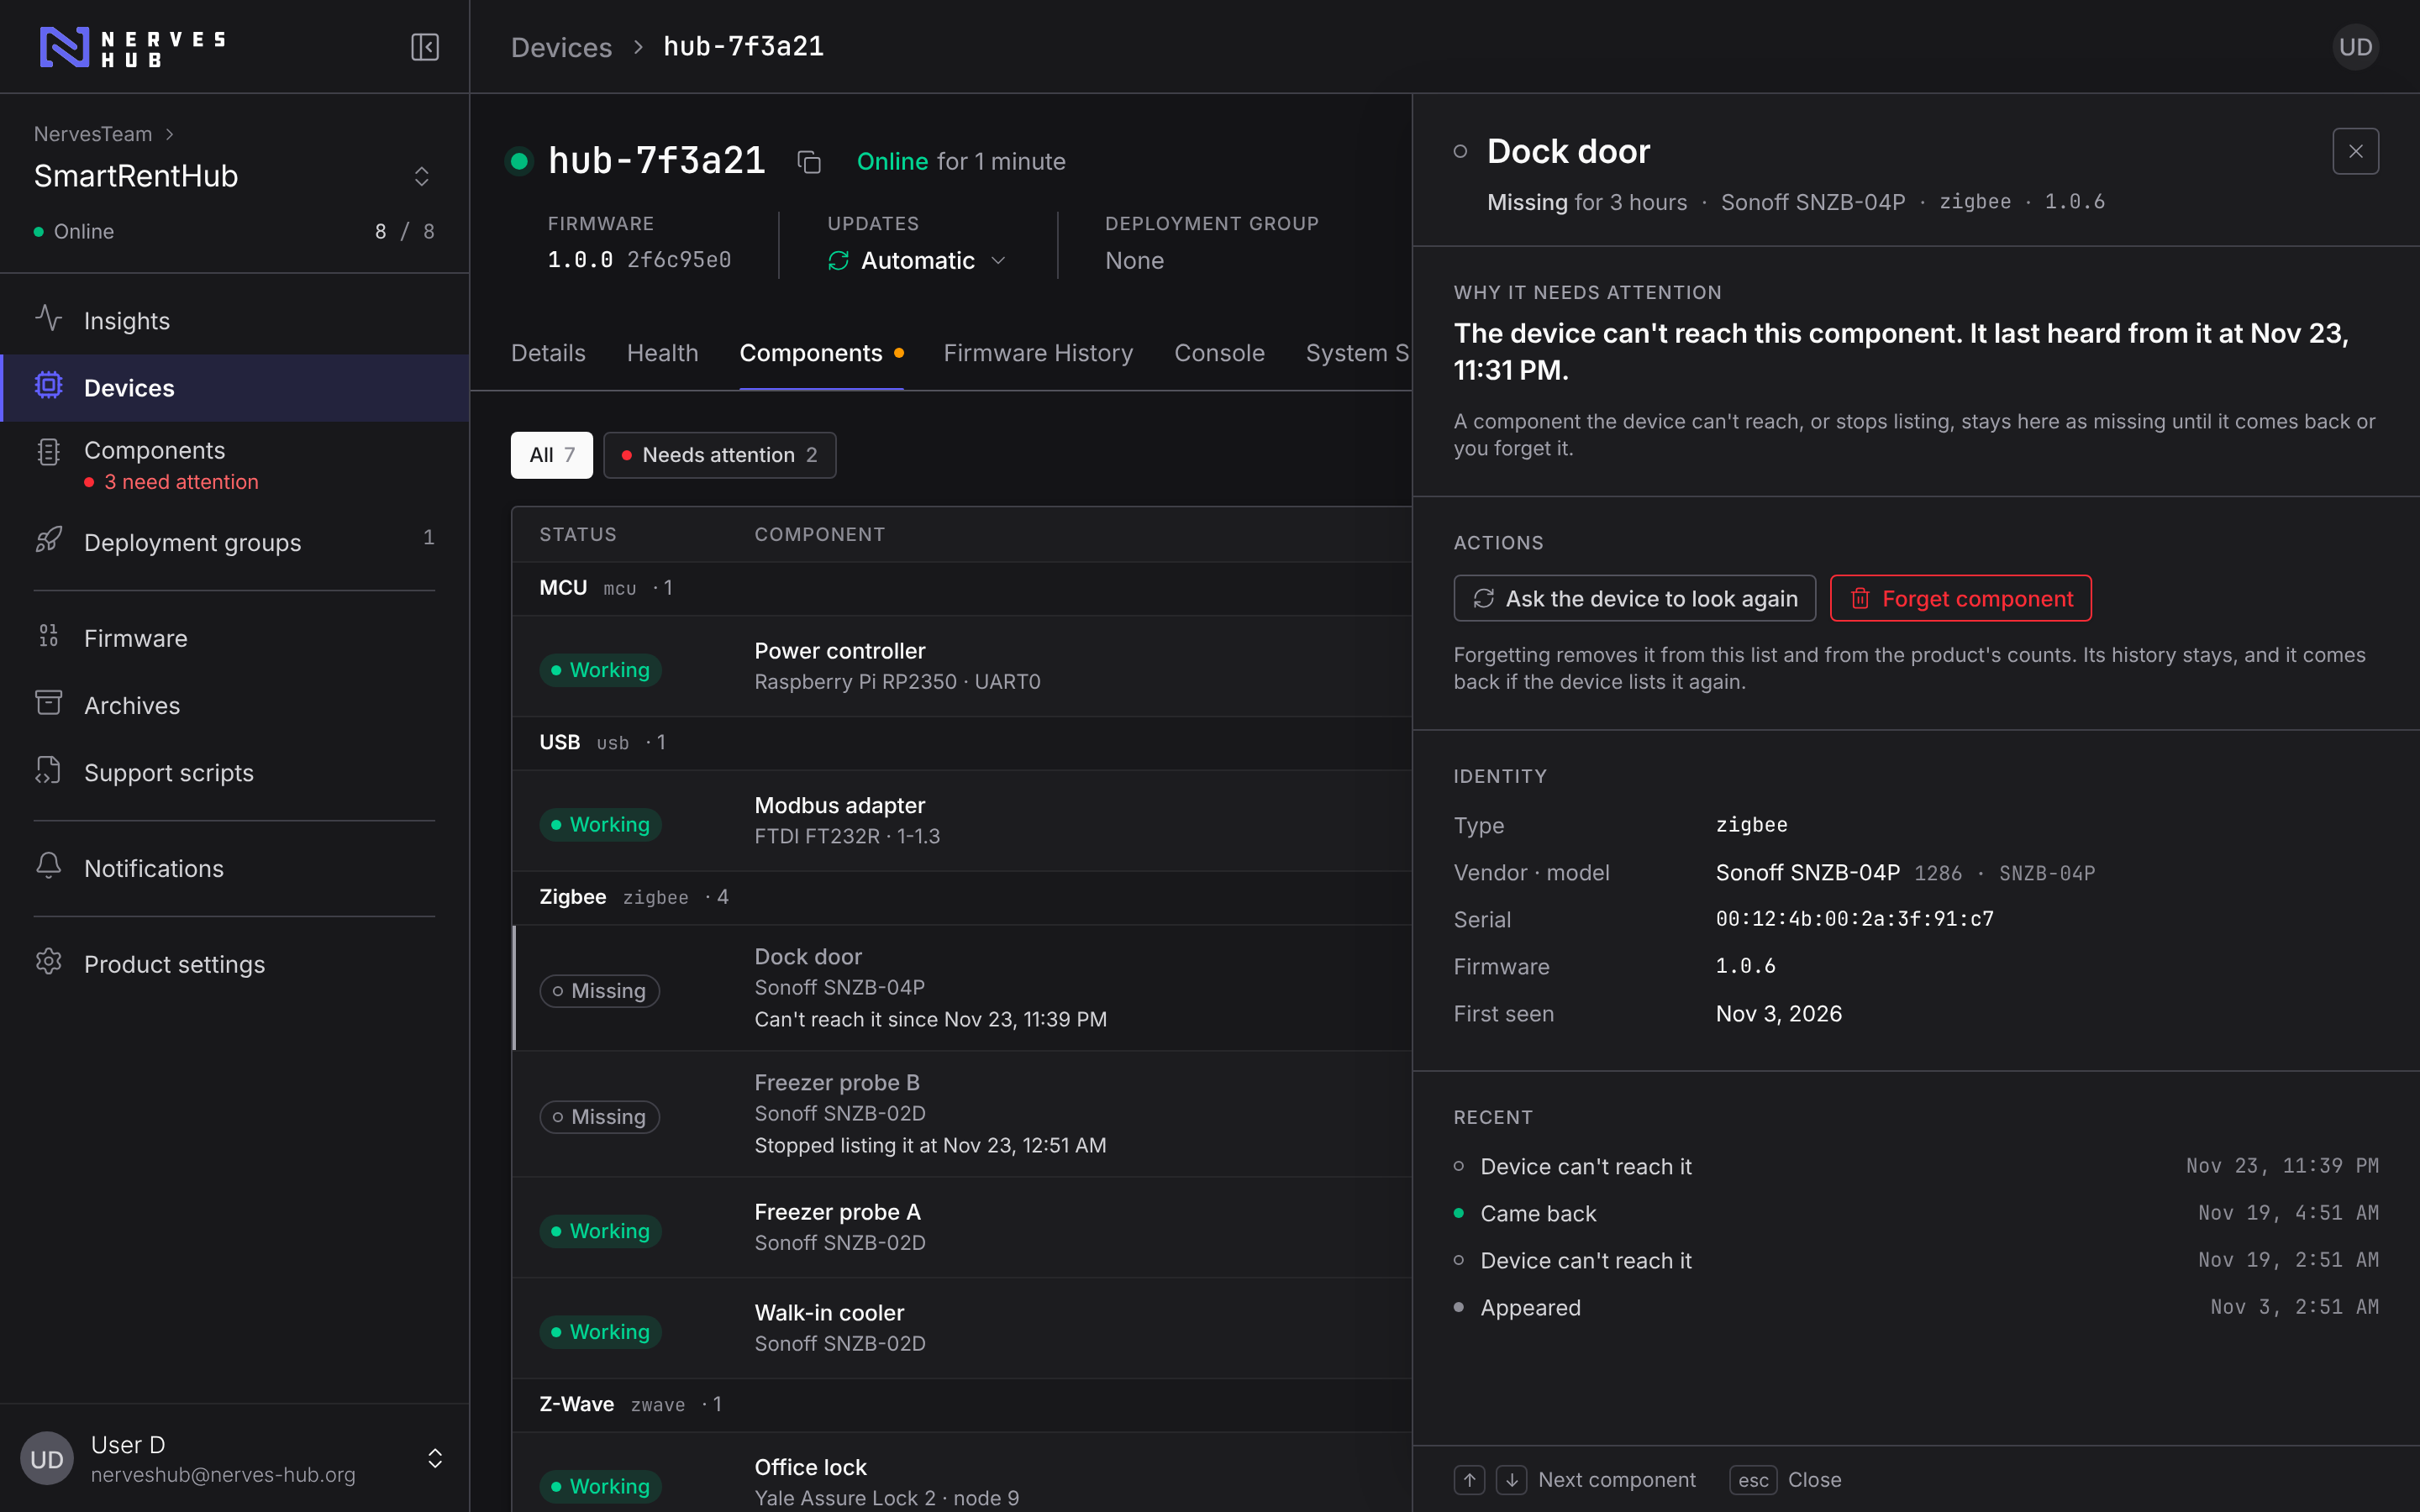 NERVES
HUB
Devices > hub-7f3a21
UD
NervesTeam >
SmartRentHub
Online 8 / 8
Insights
Devices
Components
3 need attention
Deployment groups 1
Firmware
Archives
Support scripts
Notifications
Product settings
UD
User D
nerveshub@nerves-hub.org
hub-7f3a21 Online for 1 minute
FIRMWARE
1.0.0 2f6c95e0
UPDATES
Automatic
DEPLOYMENT GROUP
None
Details Health Components Firmware History Console System S
All 7 Needs attention 2
STATUS COMPONENT
MCU mcu · 1
Working
Power controller
Raspberry Pi RP2350 · UART0
USB usb · 1
Working
Modbus adapter
FTDI FT232R · 1-1.3
Zigbee zigbee · 4
Missing
Dock door
Sonoff SNZB-04P
Can't reach it since Nov 23, 11:39 PM
Missing
Freezer probe B
Sonoff SNZB-02D
Stopped listing it at Nov 23, 12:51 AM
Working
Freezer probe A
Sonoff SNZB-02D
Working
Walk-in cooler
Sonoff SNZB-02D
Z-Wave zwave · 1
Working
Office lock
Yale Assure Lock 2 · node 9
Dock door
Missing for 3 hours · Sonoff SNZB-04P · zigbee · 1.0.6
WHY IT NEEDS ATTENTION
The device can't reach this component. It last heard from it at Nov 23,
11:31 PM.
A component the device can't reach, or stops listing, stays here as missing until it comes back or
you forget it.
ACTIONS
Ask the device to look again Forget component
Forgetting removes it from this list and from the product's counts. Its history stays, and it comes
back if the device lists it again.
IDENTITY
Type zigbee
Vendor · model Sonoff SNZB-04P 1286 · SNZB-04P
Serial 00:12:4b:00:2a:3f:91:c7
Firmware 1.0.6
First seen Nov 3, 2026
RECENT
Device can't reach it Nov 23, 11:39 PM
Came back Nov 19, 4:51 AM
Device can't reach it Nov 19, 2:51 AM
Appeared Nov 3, 2:51 AM
↑ ↓ Next component esc Close